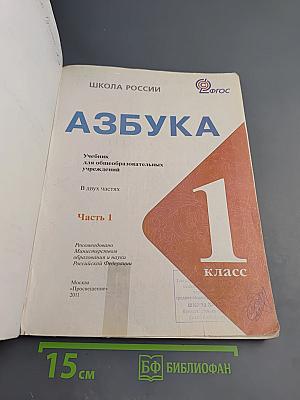 ШКОЛА РОССИИ
ФГОС
АЗБУКА
Учебник
для общеобразовательных
учреждений
В двух частях
Часть 1
1
класс
Рекомендовано
Министерством
образования и науки
Российской Федерации
Москва
«Просвещение»
2011
15 см
БФ БИБЛИОФАН